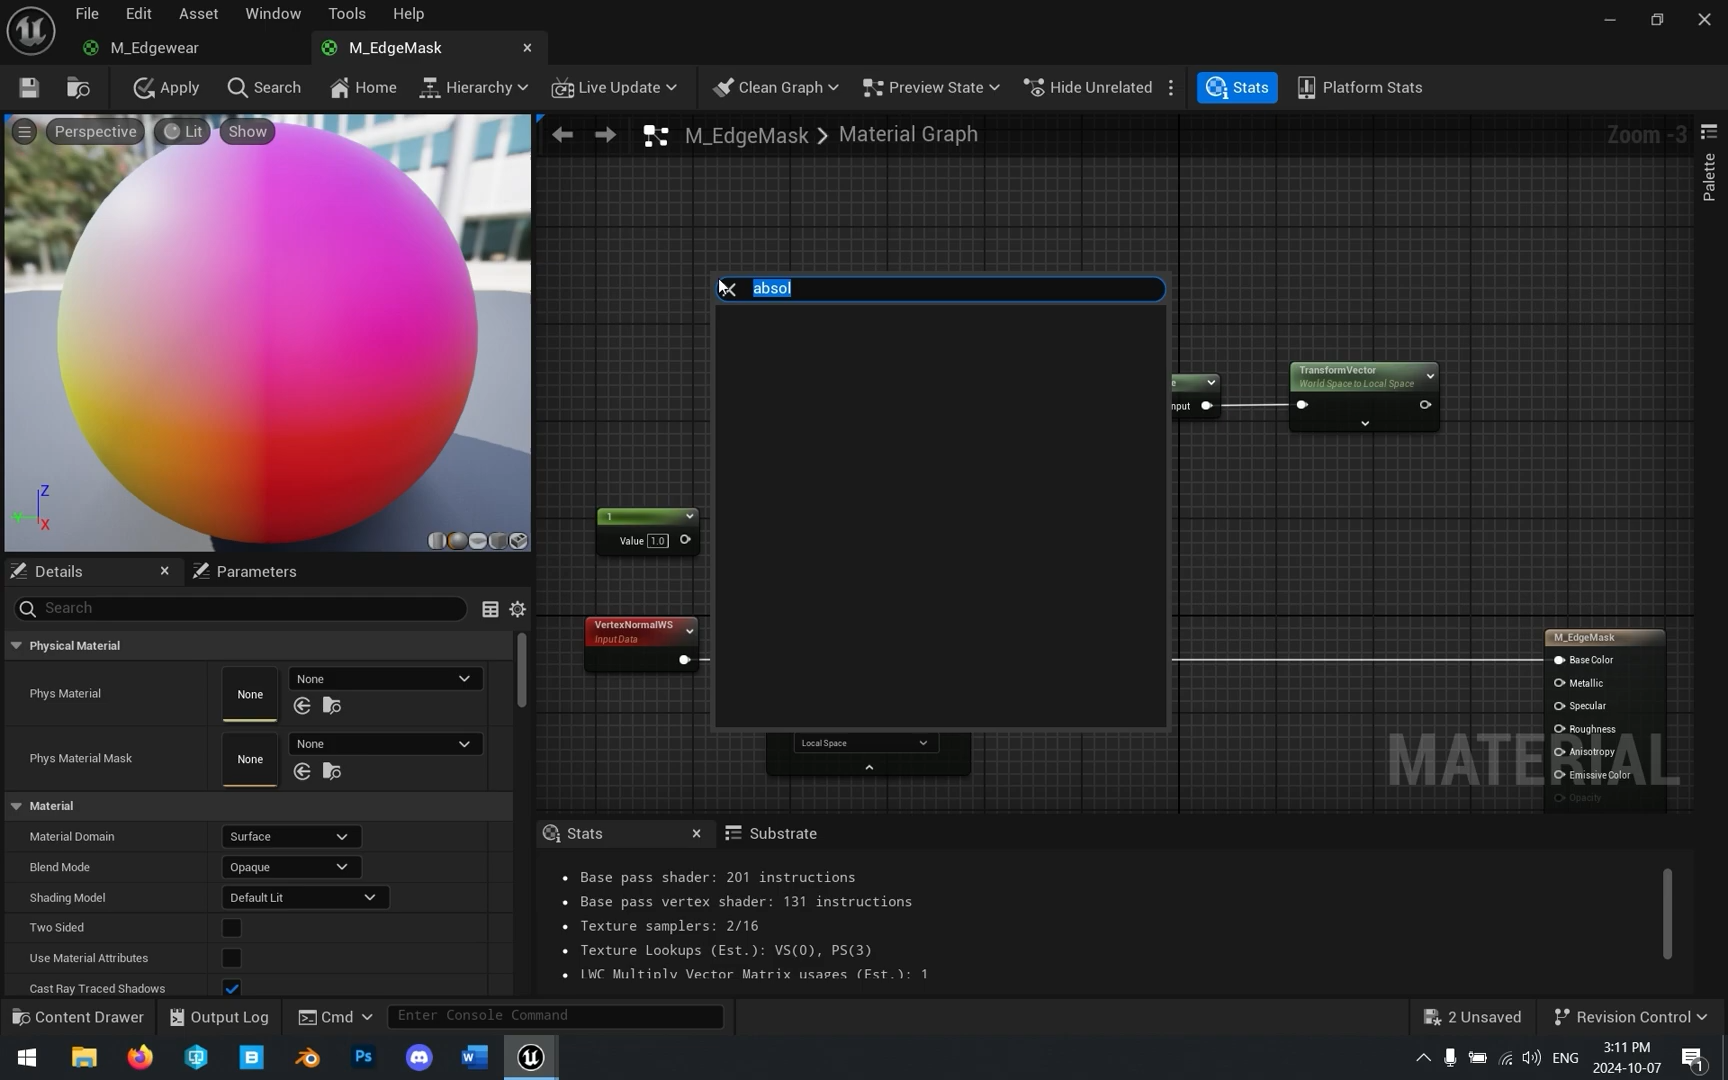 File Edit Asset Window Tools Help
M_Edgewear M_EdgeMask
Apply Search Home Hierarchy Live Update Clean Graph Preview State Hide Unrelated Stats Platform Stats
Perspective Lit Show
M_EdgeMask Material Graph Zoom -3
Palette
absol
e
nput
TransformVector
World Space to Local Space
1
Value 1.0
VertexNormalWS
Input Data
Local Space
M_EdgeMask
Base Color
Metallic
Specular
Roughness
Anisotropy
Emissive Color
Opacity
MATERIAL
Z
Y
X
Details Parameters
Search
Physical Material
Phys Material None None
Phys Material Mask None None
Material
Material Domain Surface
Blend Mode Opaque
Shading Model Default Lit
Two Sided
Use Material Attributes
Cast Ray Traced Shadows
Stats Substrate
Base pass shader: 201 instructions
Base pass vertex shader: 131 instructions
Texture samplers: 2/16
Texture Lookups (Est.): VS(0), PS(3)
LWC Multiply Vector Matrix usages (Est.): 1
Content Drawer Output Log Cmd Enter Console Command 2 Unsaved Revision Control
Ps W ENG 3:11 PM
2024-10-07 1